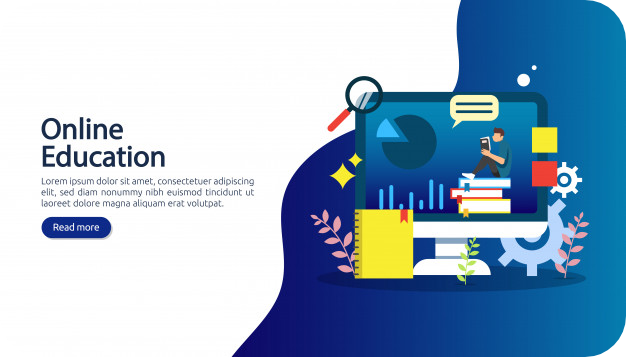 Online
Education
Lorem ipsum dolor sit amet, consectetur adipiscing elit,
sed diam nonummy nibh euismod tincidunt ut
laoreet dolore magna aliquam erat volutpat.
Read more